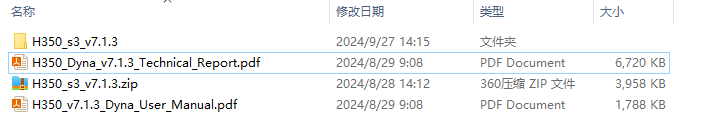 名称 修改日期 类型 大小
H350_s3_v7.1.3 2024/9/27 14:15 文件夹
H350_Dyna_v7.1.3_Technical_Report.pdf 2024/8/29 9:08 PDF Document 6,720 KB
H350_s3_v7.1.3.zip 2024/8/28 14:12 360压缩 ZIP 文件 3,958 KB
H350_v7.1.3_Dyna_User_Manual.pdf 2024/8/29 9:08 PDF Document 1,788 KB